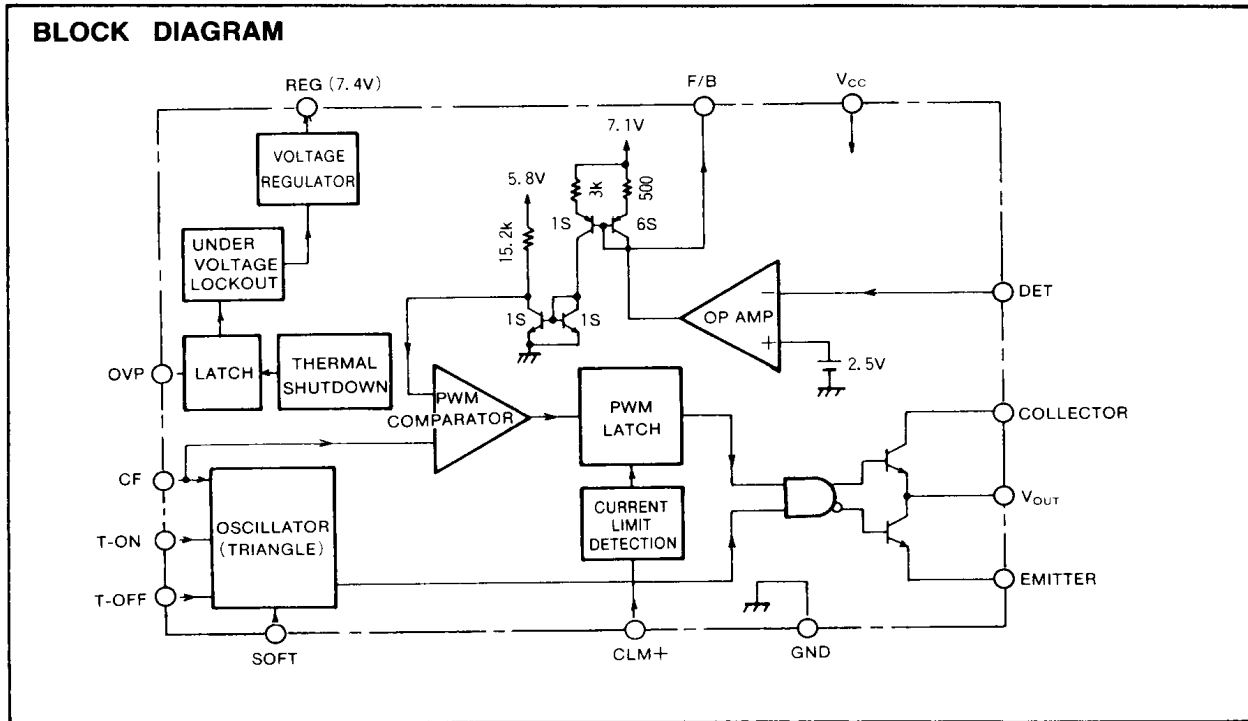 BLOCK DIAGRAM
REG (7.4V)
F/B
VCC
7.1V
VOLTAGE
REGULATOR
5.8V
3k
500
1S
6S
15.2k
UNDER
VOLTAGE
LOCKOUT
DET
OP AMP
−
+
1S
1S
2.5V
OVP
LATCH
THERMAL
SHUTDOWN
PWM
COMPARATOR
PWM
LATCH
COLLECTOR
CF
OSCILLATOR
(TRIANGLE)
CURRENT
LIMIT
DETECTION
VOUT
T-ON
T-OFF
EMITTER
SOFT
CLM+
GND